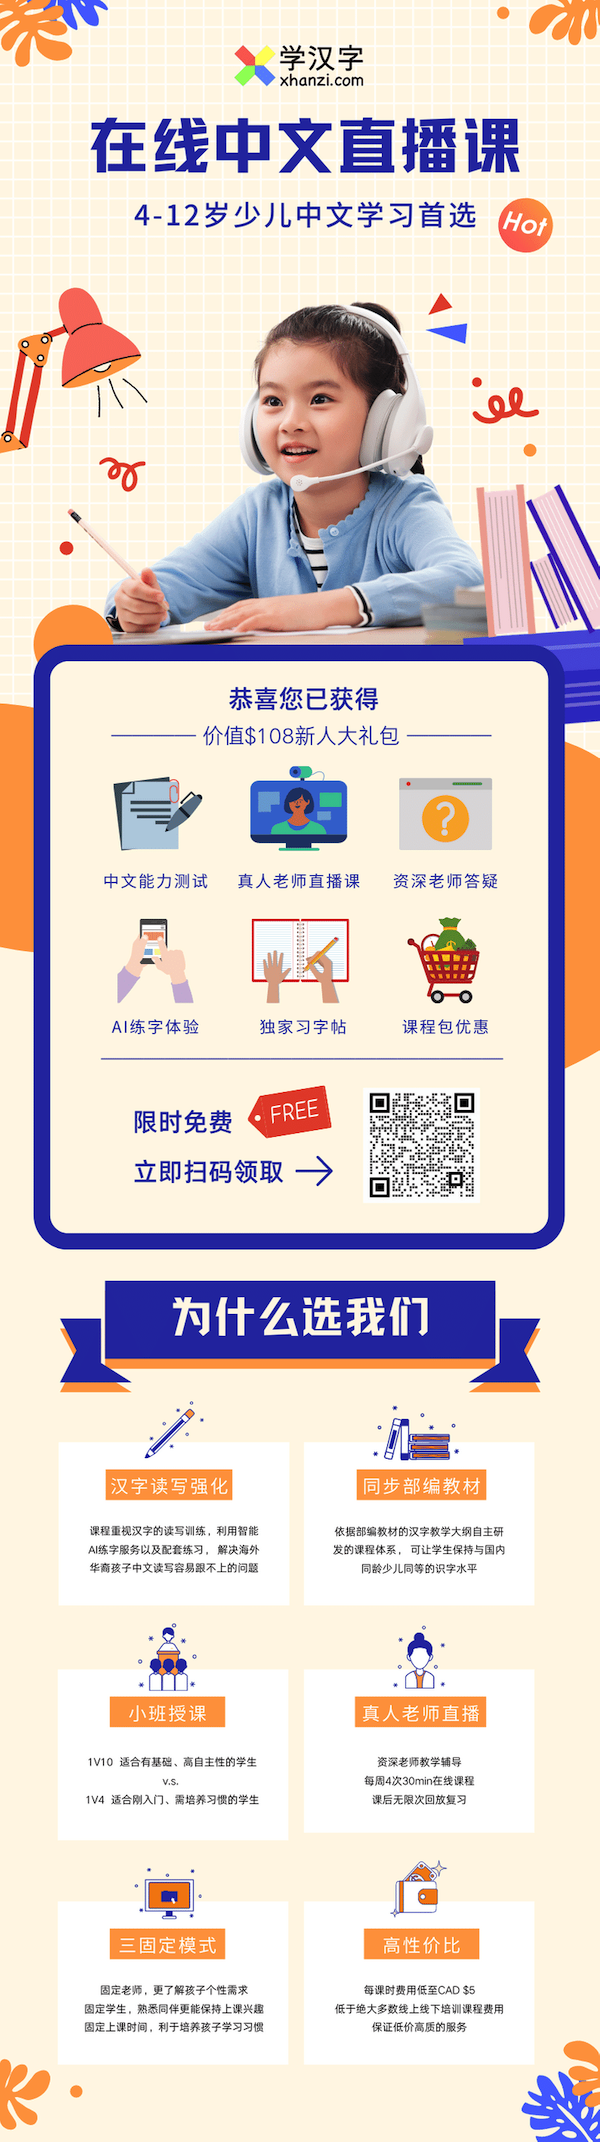 学汉字
xhanzi.com
在线中文直播课
4-12岁少儿中文学习首选
Hot
恭喜您已获得
价值$108新人大礼包
中文能力测试
真人老师直播课
资深老师答疑
AI练字体验
独家习字帖
课程包优惠
限时免费
FREE
立即扫码领取
为什么选我们
汉字读写强化
课程重视汉字的读写训练，利用智能
AI练字服务以及配套练习，解决海外
华裔孩子中文读写容易跟不上的问题
同步部编教材
依据部编教材的汉字教学大纲自主研
发的课程体系，可让学生保持与国内
同龄少儿同等的识字水平
小班授课
1V10 适合有基础、高自主性的学生
v.s.
1V4 适合刚入门、需培养习惯的学生
真人老师直播
资深老师教学辅导
每周4次30min在线课程
课后无限次回放复习
三固定模式
固定老师，更了解孩子个性需求
固定学生，熟悉同伴更能保持上课兴趣
固定上课时间，利于培养孩子学习习惯
高性价比
每课时费用低至CAD $5
低于绝大多数线上线下培训课程费用
保证低价高质的服务